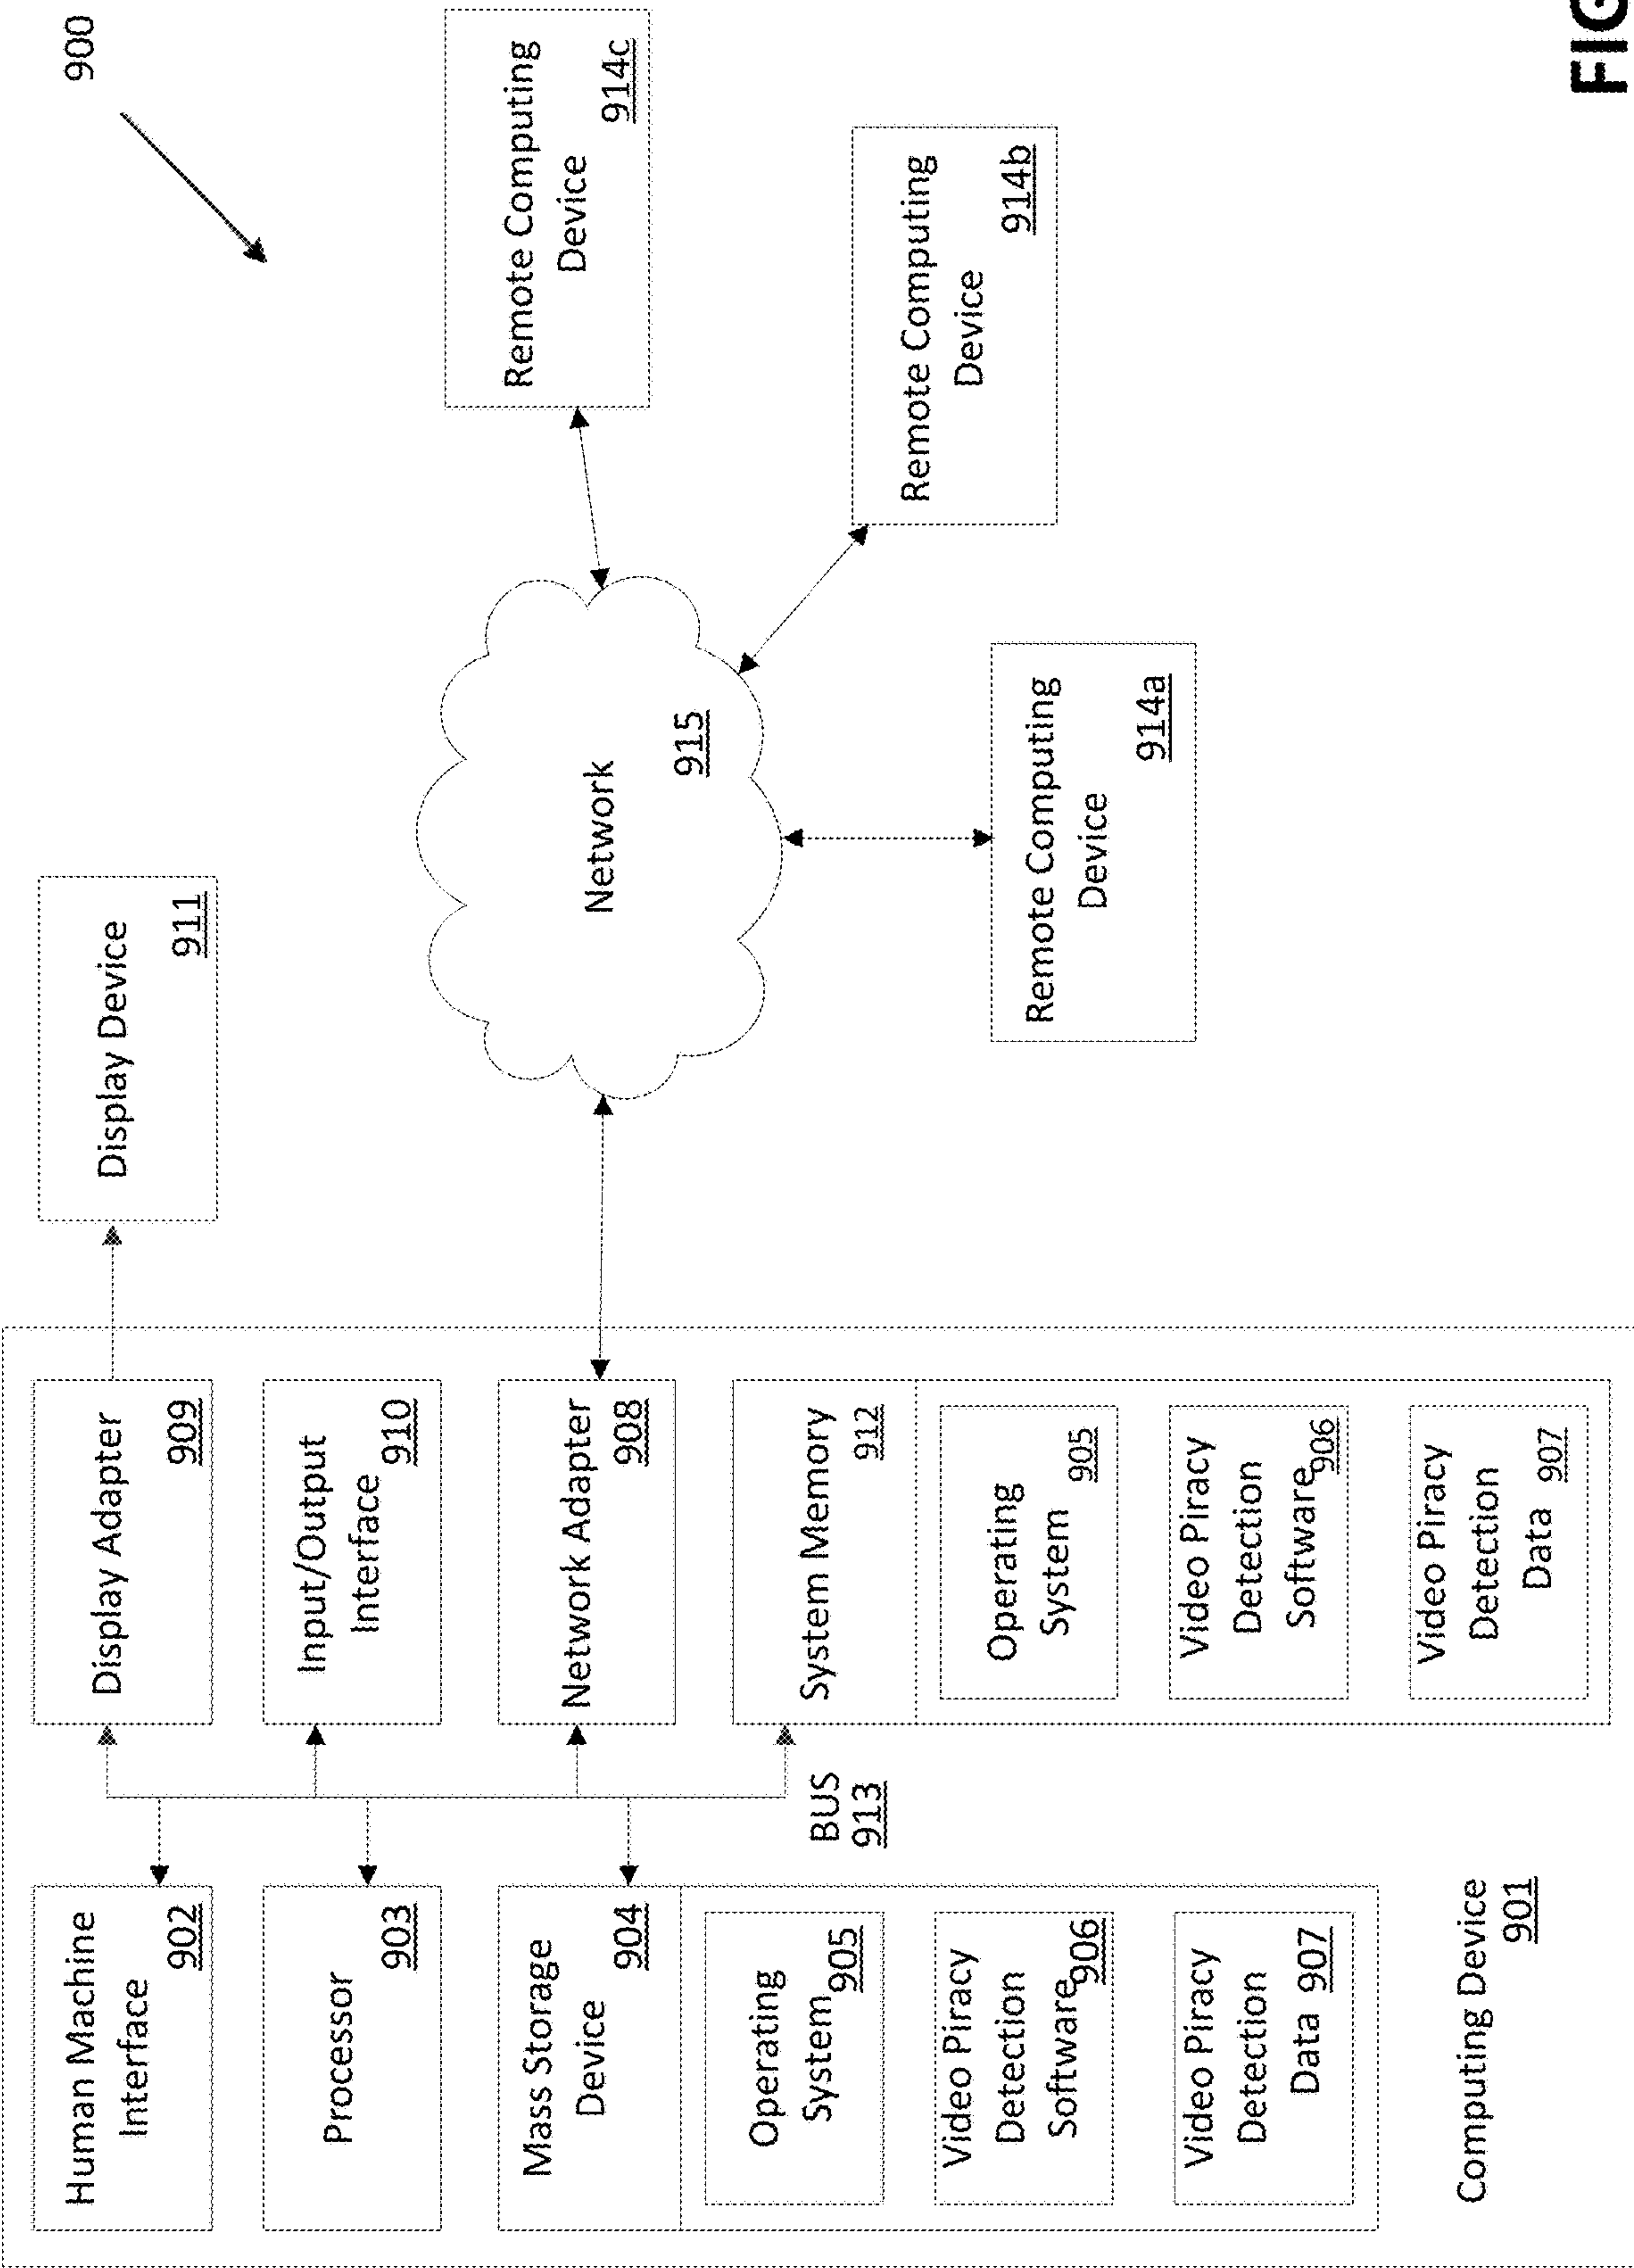 900
Human Machine
Interface
902
Processor
903
Mass Storage
Device
904
Operating
System
905
Video Piracy
Detection
Software
906
Video Piracy
Detection
Data
907
Computing Device
901
BUS
913
Display Adapter
909
Input/Output
Interface
910
Network Adapter
908
System Memory
912
Operating
System
905
Video Piracy
Detection
Software
906
Video Piracy
Detection
Data
907
Display Device
911
Network
915
Remote Computing
Device
914a
Remote Computing
Device
914b
Remote Computing
Device
914c
FIG